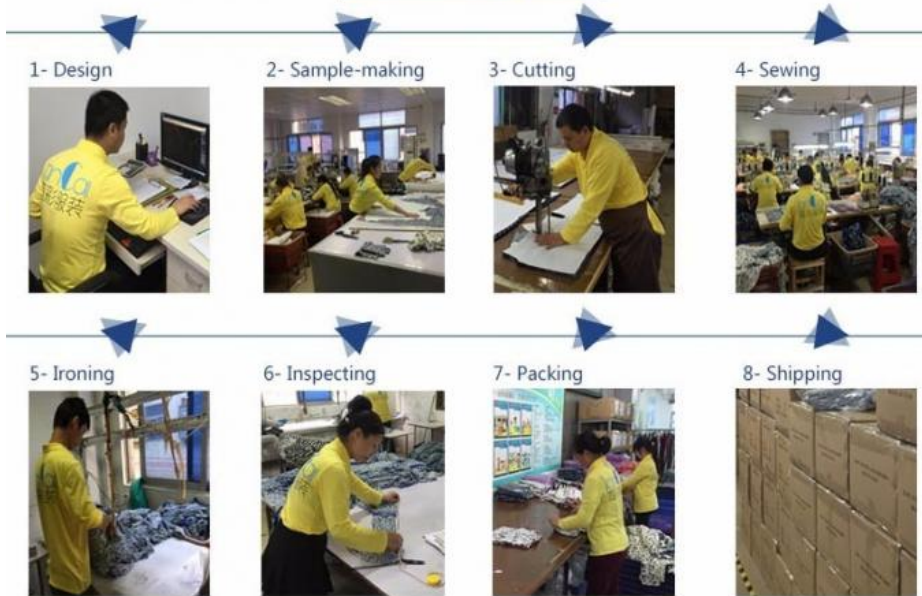 1- Design
2- Sample-making
3- Cutting
4- Sewing
5- Ironing
6- Inspecting
7- Packing
8- Shipping